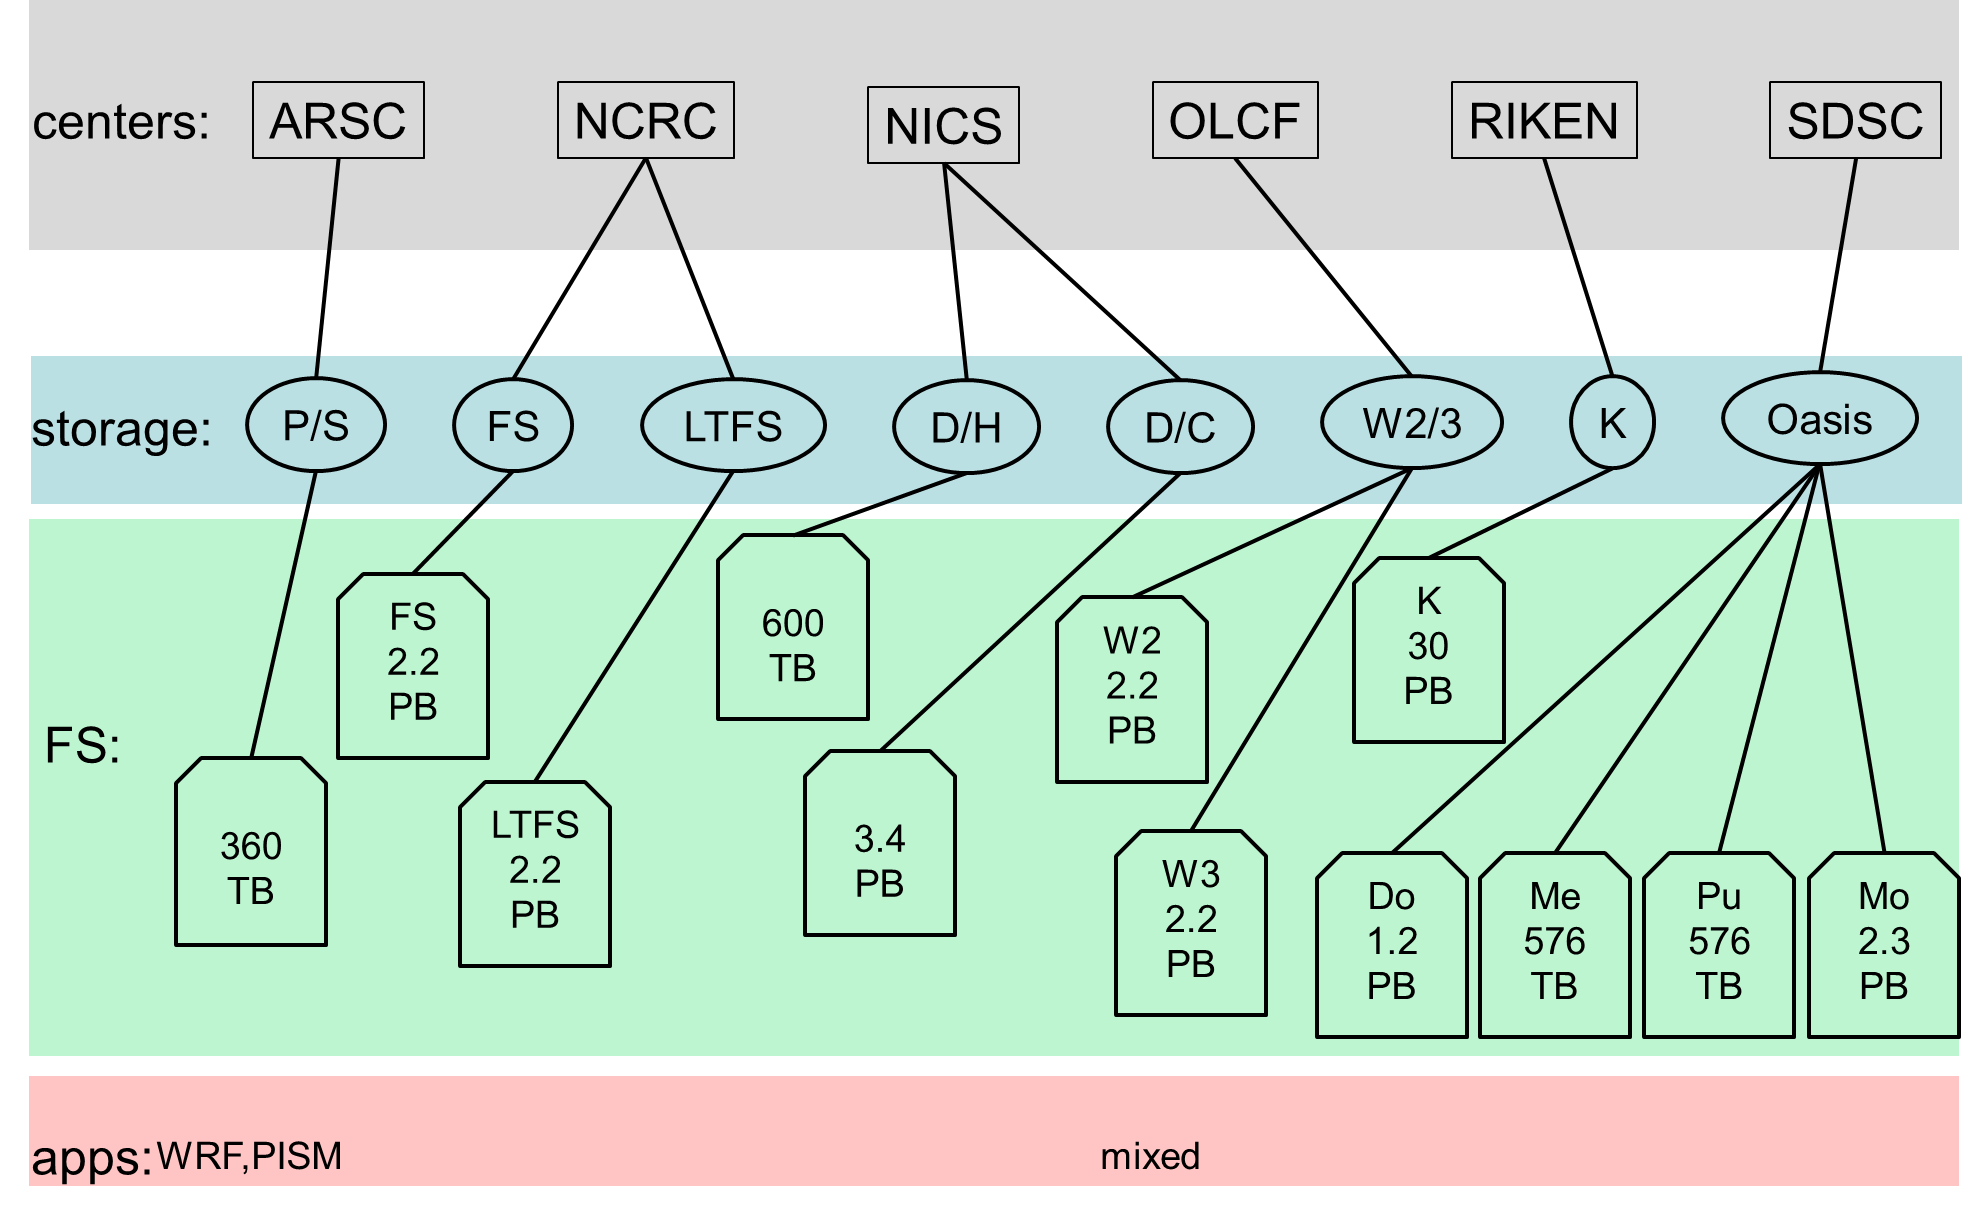 centers: ARSC NCRC NICS OLCF RIKEN SDSC
storage: P/S FS LTFS D/H D/C W2/3 K Oasis
FS:
360
TB
FS
2.2
PB
LTFS
2.2
PB
600
TB
3.4
PB
W2
2.2
PB
W3
2.2
PB
K
30
PB
Do
1.2
PB
Me
576
TB
Pu
576
TB
Mo
2.3
PB
apps: WRF,PISM mixed